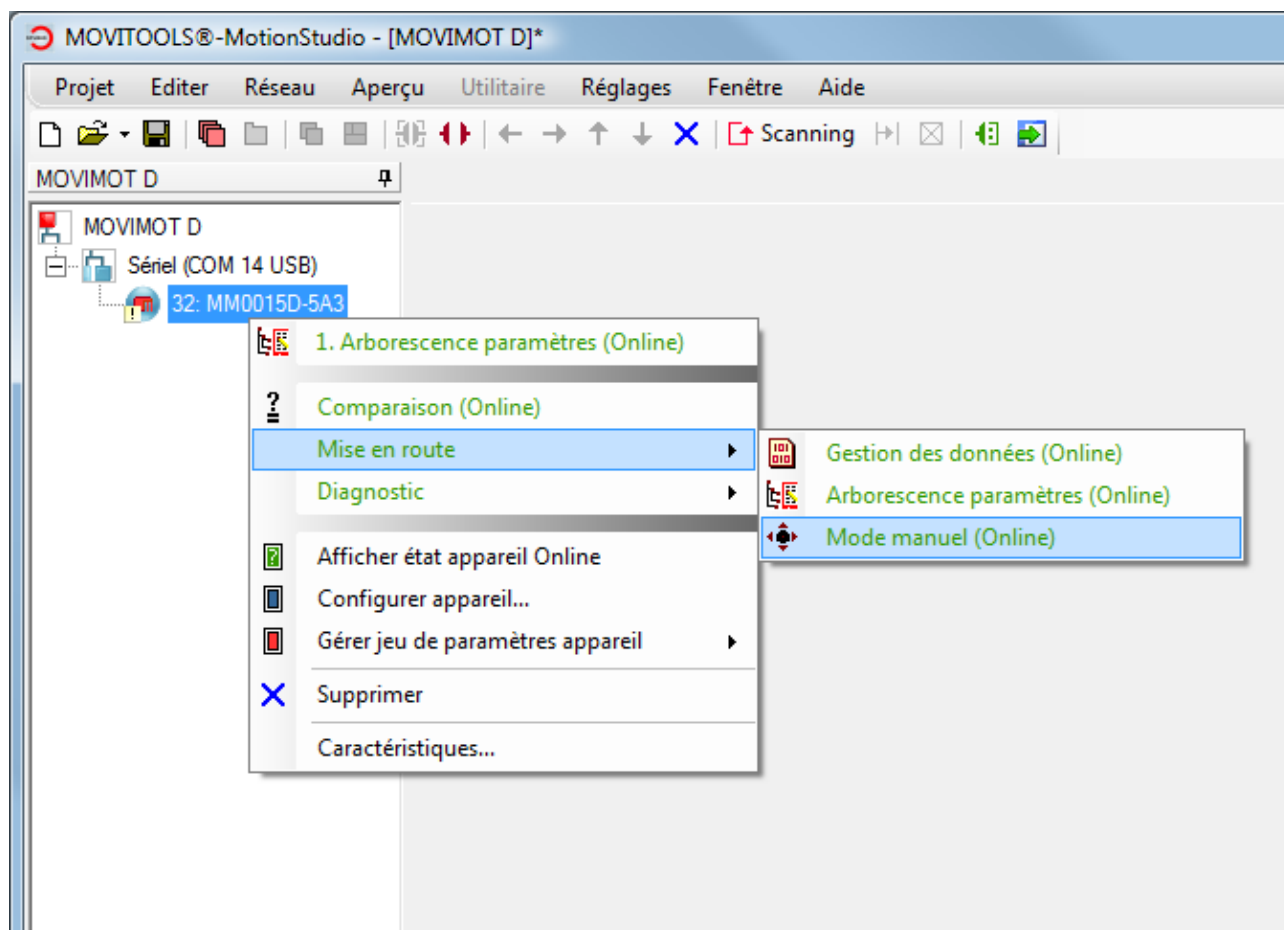 MOVITOOLS®-MotionStudio - [MOVIMOT D]*
Projet Editer Réseau Aperçu Utilitaire Réglages Fenêtre Aide
Scanning
MOVIMOT D
MOVIMOT D
Sériel (COM 14 USB)
32: MM0015D-5A3
1. Arborescence paramètres (Online)
Comparaison (Online)
Mise en route
Diagnostic
Afficher état appareil Online
Configurer appareil...
Gérer jeu de paramètres appareil
Supprimer
Caractéristiques...
Gestion des données (Online)
Arborescence paramètres (Online)
Mode manuel (Online)